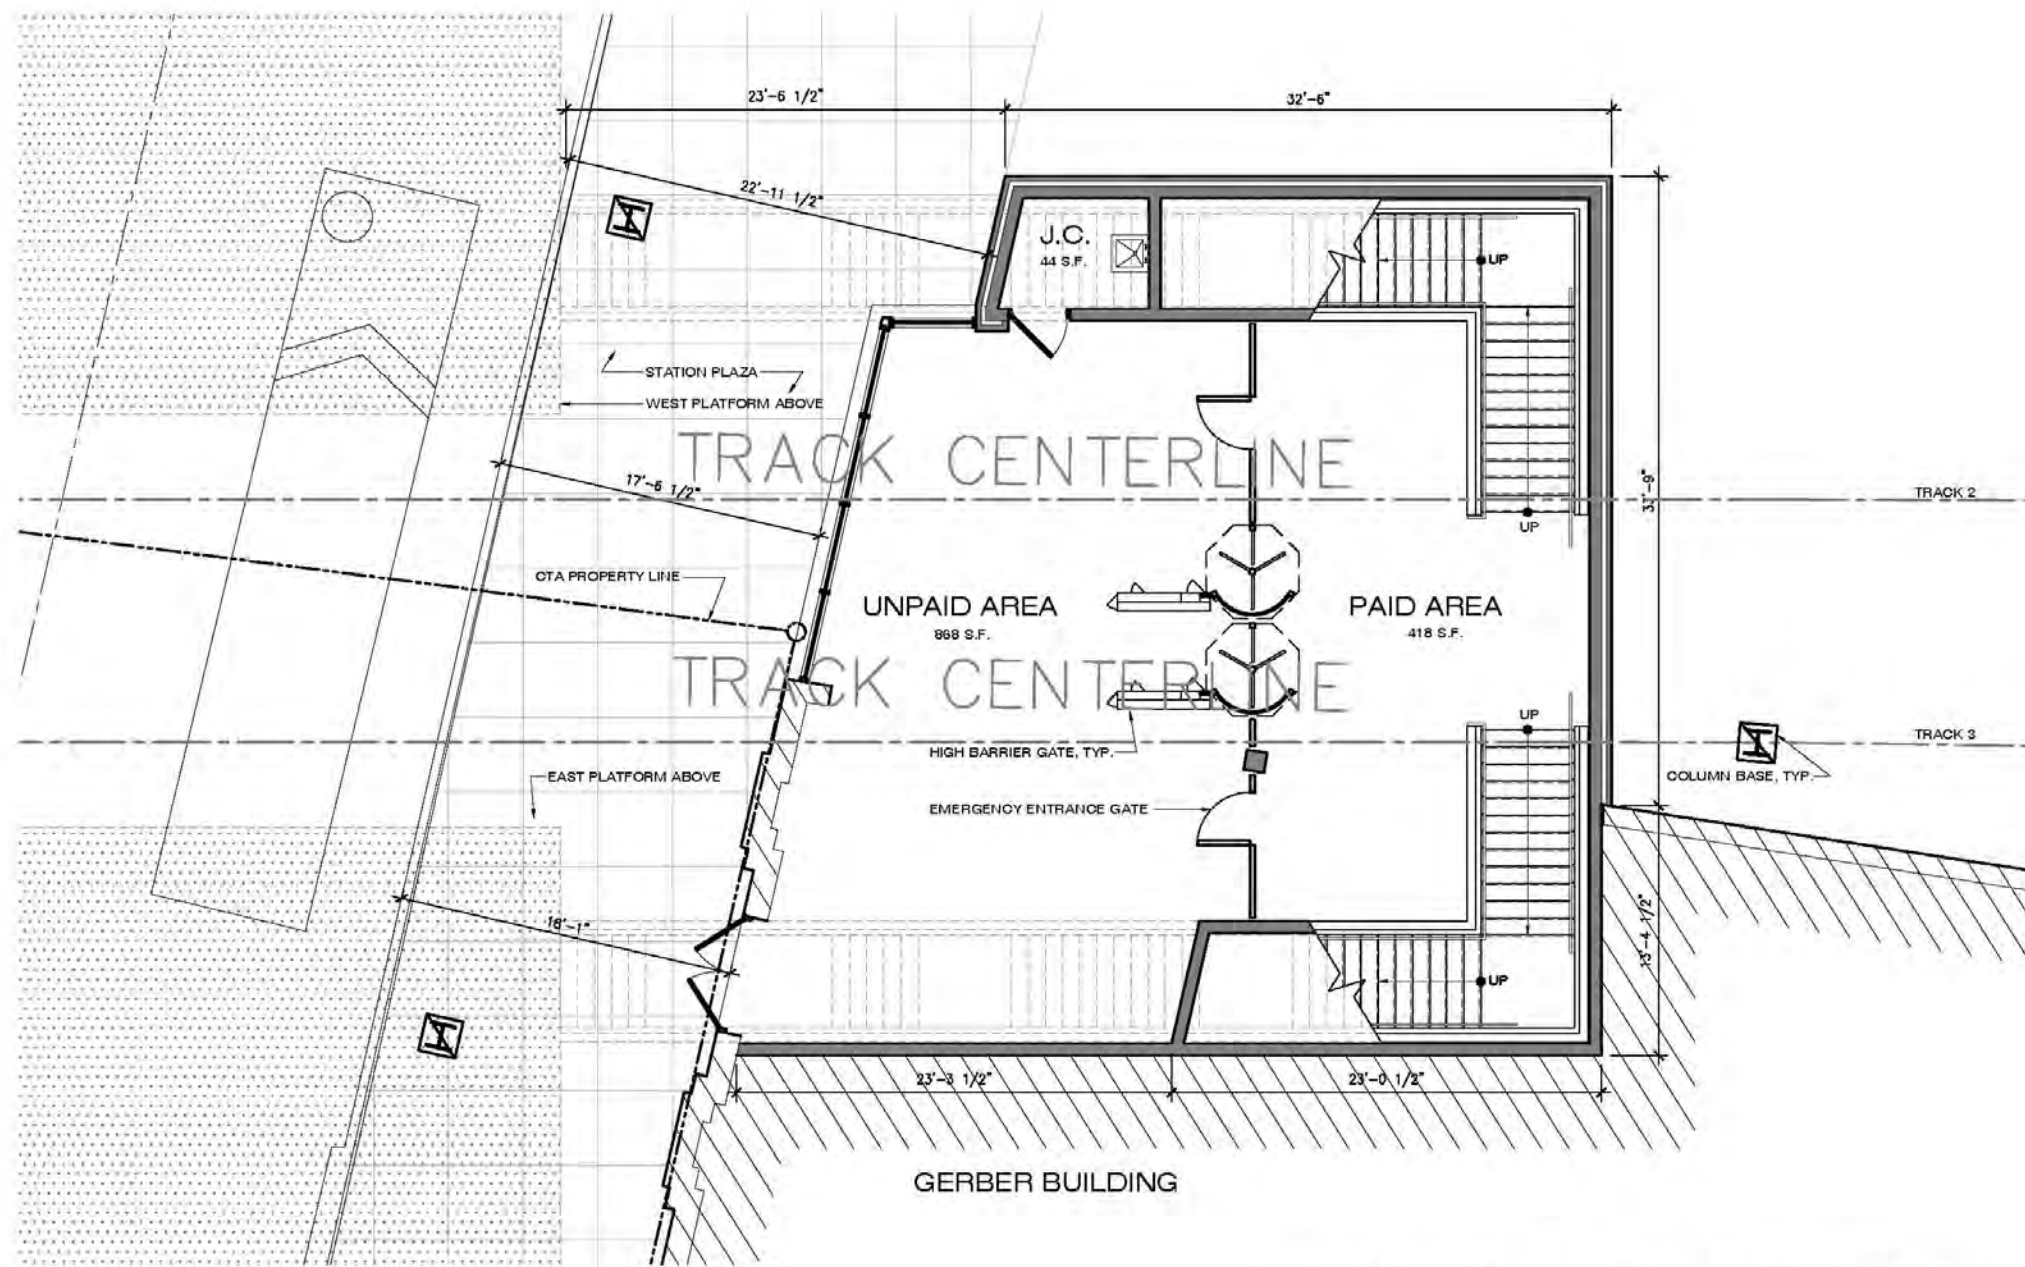 23'-6 1/2"
32'-6"
22'-11 1/2"
J.C.
44 S.F.
UP
STATION PLAZA
WEST PLATFORM ABOVE
TRACK CENTERLINE
17'-6 1/2"
33'-9"
TRACK 2
UP
CTA PROPERTY LINE
UNPAID AREA
868 S.F.
PAID AREA
418 S.F.
TRACK CENTERLINE
UP
HIGH BARRIER GATE, TYP.
TRACK 3
EAST PLATFORM ABOVE
COLUMN BASE, TYP.
EMERGENCY ENTRANCE GATE
18'-1"
13'-4 1/2"
UP
23'-3 1/2"
23'-0 1/2"
GERBER BUILDING